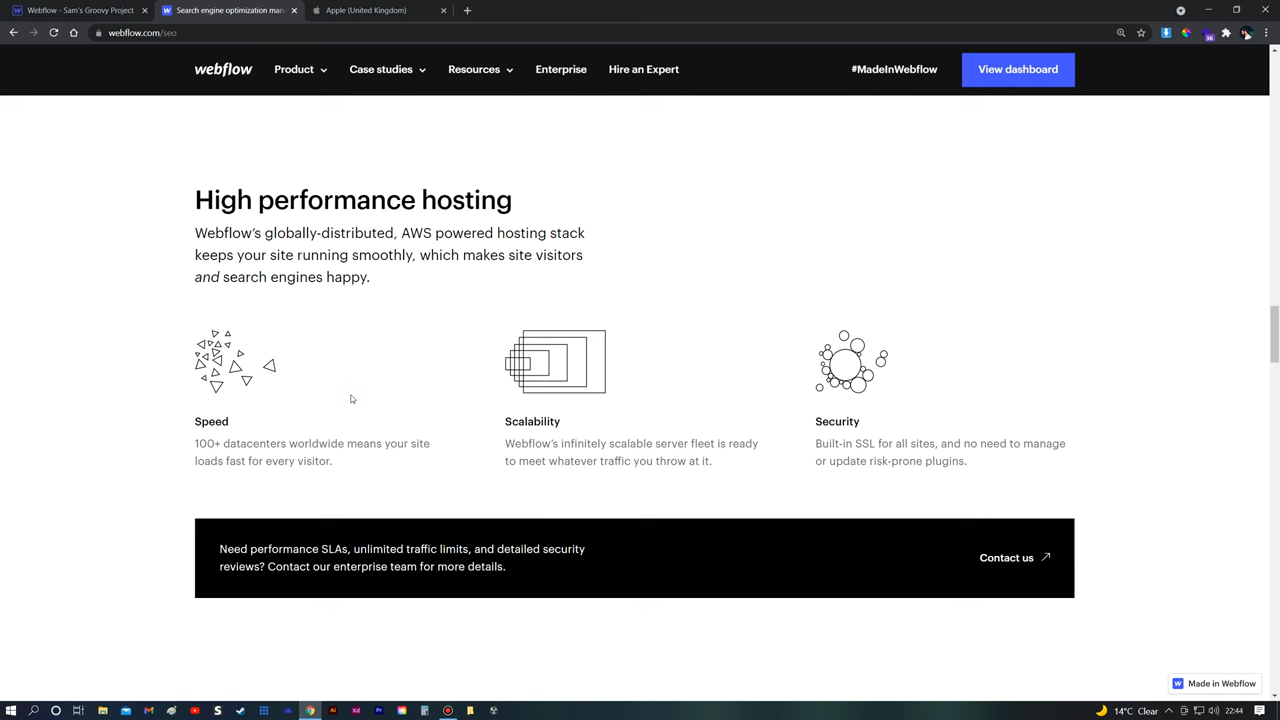 Webflow - Sam's Groovy Project
Search engine optimization man
Apple (United Kingdom)
webflow.com/seo
36
webflow
Product
Case studies
Resources
Enterprise
Hire an Expert
#MadeInWebflow
View dashboard
High performance hosting
Webflow's globally-distributed, AWS powered hosting stack
keeps your site running smoothly, which makes site visitors
and search engines happy.
Speed
100+ datacenters worldwide means your site
loads fast for every visitor.
Scalability
Webflow's infinitely scalable server fleet is ready
to meet whatever traffic you throw at it.
Security
Built-in SSL for all sites, and no need to manage
or update risk-prone plugins.
Need performance SLAs, unlimited traffic limits, and detailed security
reviews? Contact our enterprise team for more details.
Contact us
Made in Webflow
Ai
Xd
Pr
14°C Clear
22:44